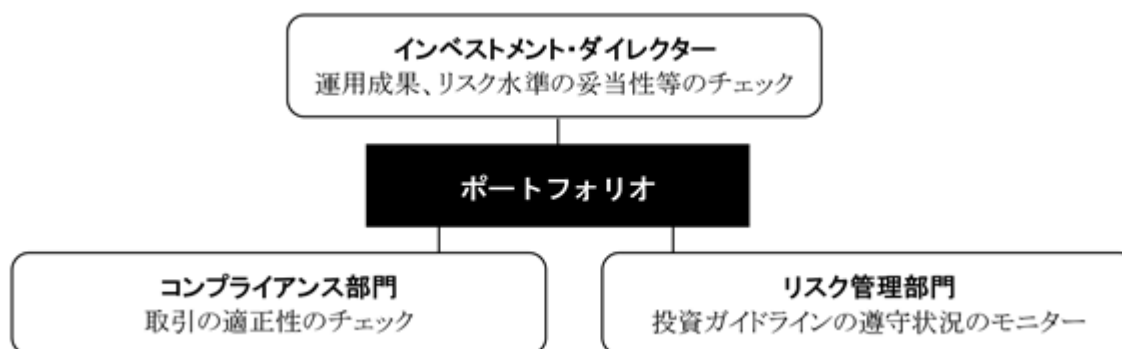 インベストメント・ダイレクター
運用成果、リスク水準の妥当性等のチェック
ポートフォリオ
コンプライアンス部門
取引の適正性のチェック
リスク管理部門
投資ガイドラインの遵守状況のモニター